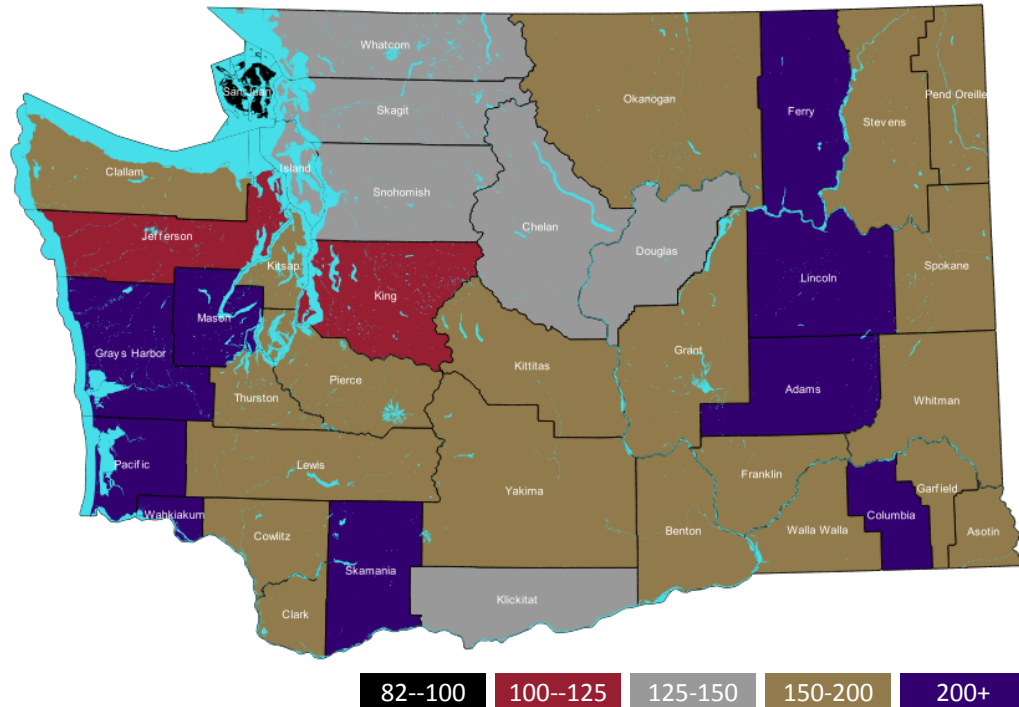 Whatcom
San Juan
Skagit
Okanogan
Ferry
Stevens
Pend Oreille
Clallam
Island
Snohomish
Chelan
Douglas
Jefferson
Kitsap
King
Lincoln
Spokane
Mason
Grays Harbor
Kittitas
Grant
Pierce
Thurston
Adams
Whitman
Pacific
Lewis
Yakima
Franklin
Garfield
Wahkiakum
Cowlitz
Skamania
Benton
Walla Walla
Columbia
Asotin
Klickitat
Clark
82--100
100--125
125-150
150-200
200+